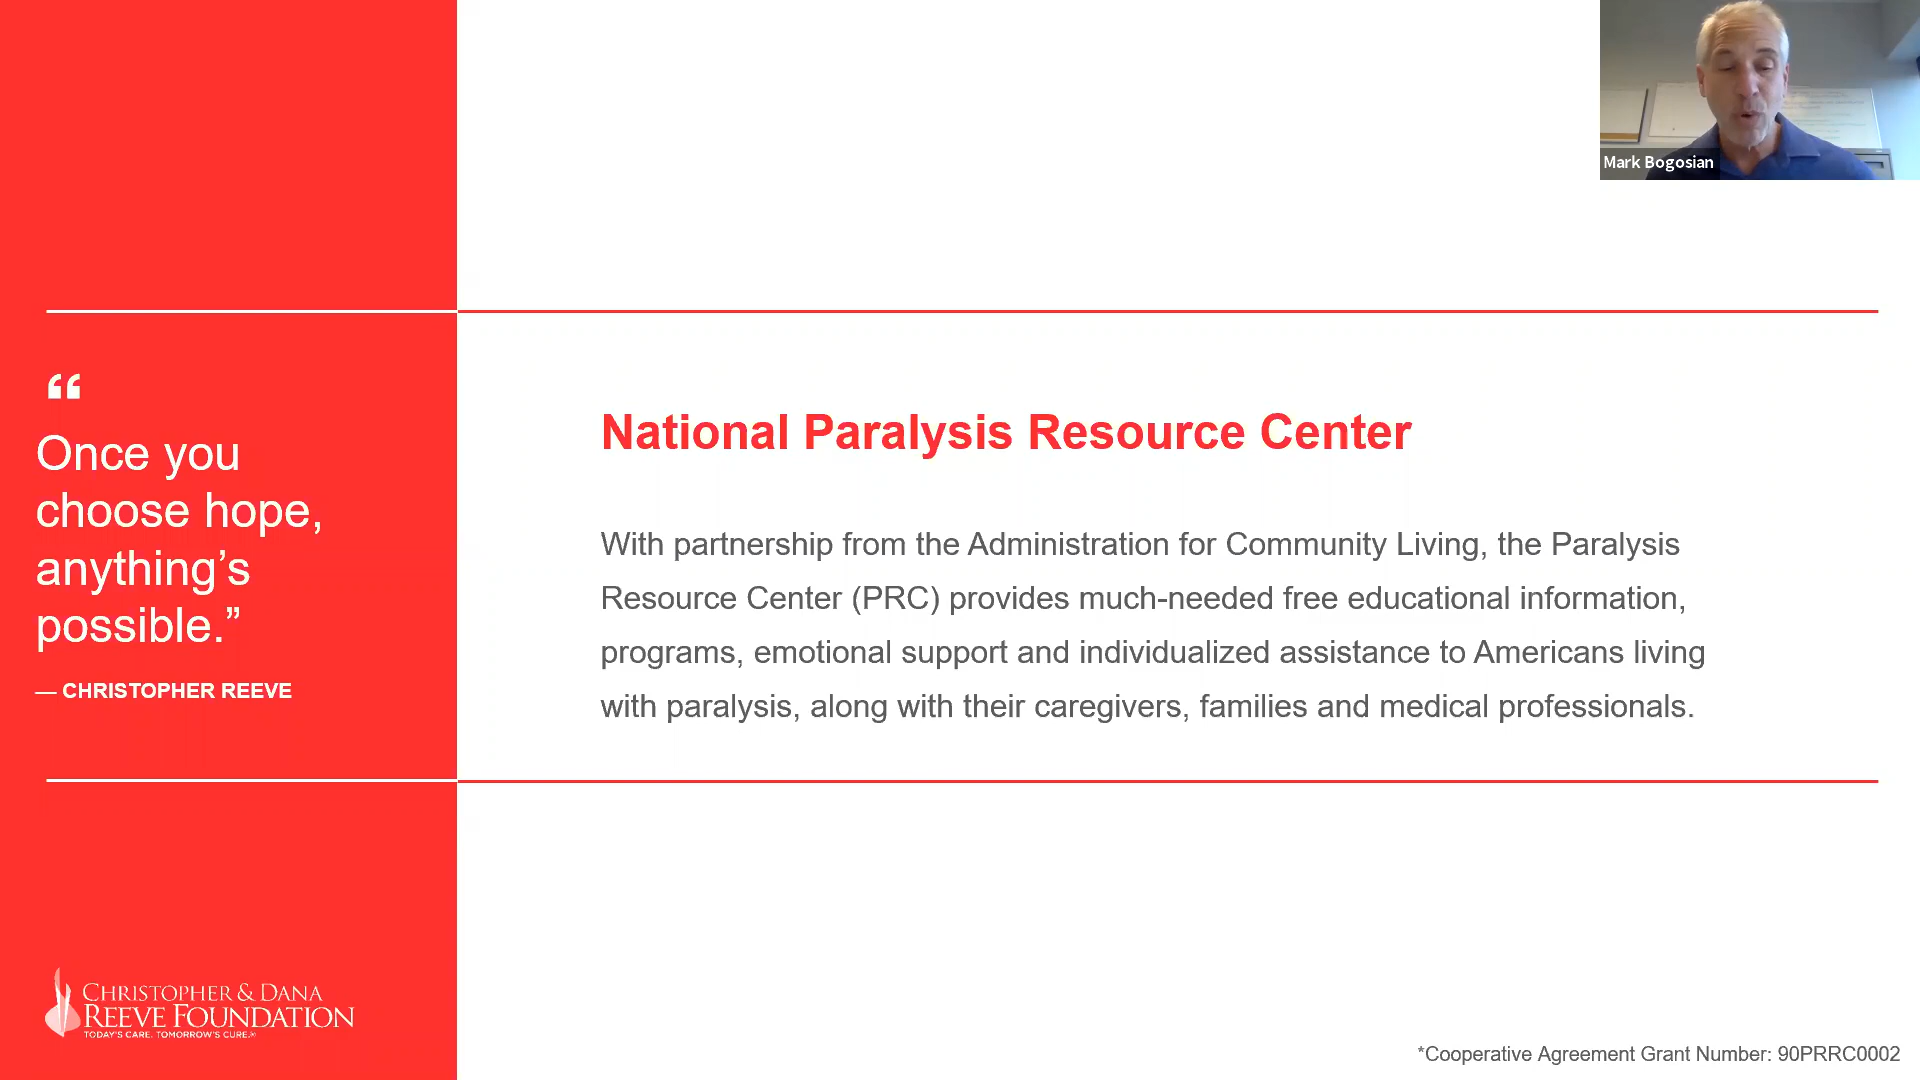 Mark Bogosian
“
Once you
choose hope,
anything’s
possible.”
— CHRISTOPHER REEVE
National Paralysis Resource Center
With partnership from the Administration for Community Living, the Paralysis
Resource Center (PRC) provides much-needed free educational information,
programs, emotional support and individualized assistance to Americans living
with paralysis, along with their caregivers, families and medical professionals.
CHRISTOPHER & DANA
REEVE FOUNDATION
TODAY'S CARE. TOMORROW'S CURE.
*Cooperative Agreement Grant Number: 90PRRC0002